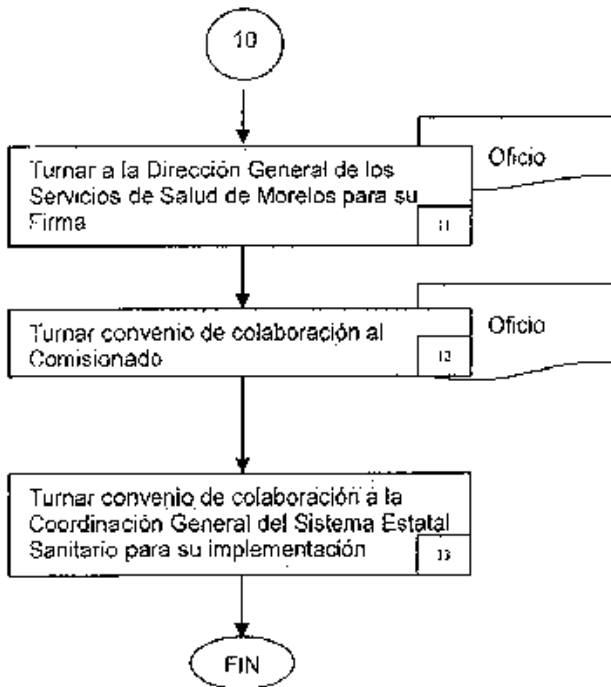 10
Turnar a la Dirección General de los
Servicios de Salud de Morelos para su
Firma
11
Oficio
Turnar convenio de colaboración al
Comisionado
12
Oficio
Turnar convenio de colaboración a la
Coordinación General del Sistema Estatal
Sanitario para su implementación
13
FIN